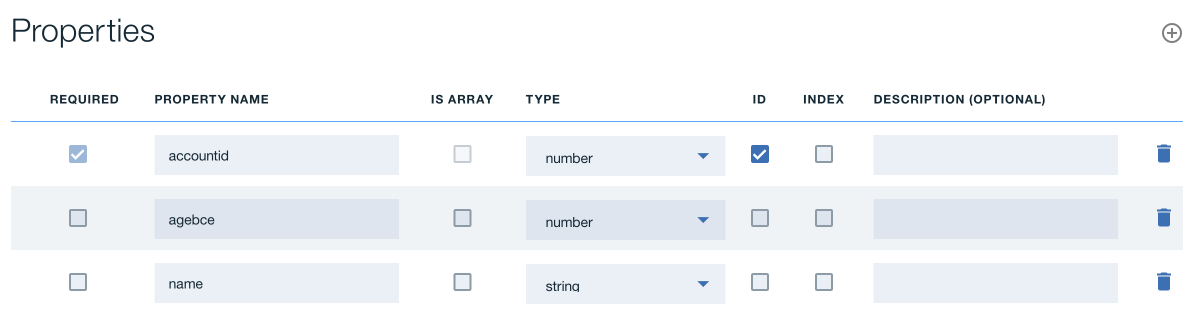 Properties
REQUIRED PROPERTY NAME IS ARRAY TYPE ID INDEX DESCRIPTION (OPTIONAL)
accountid number
agebce number
name string